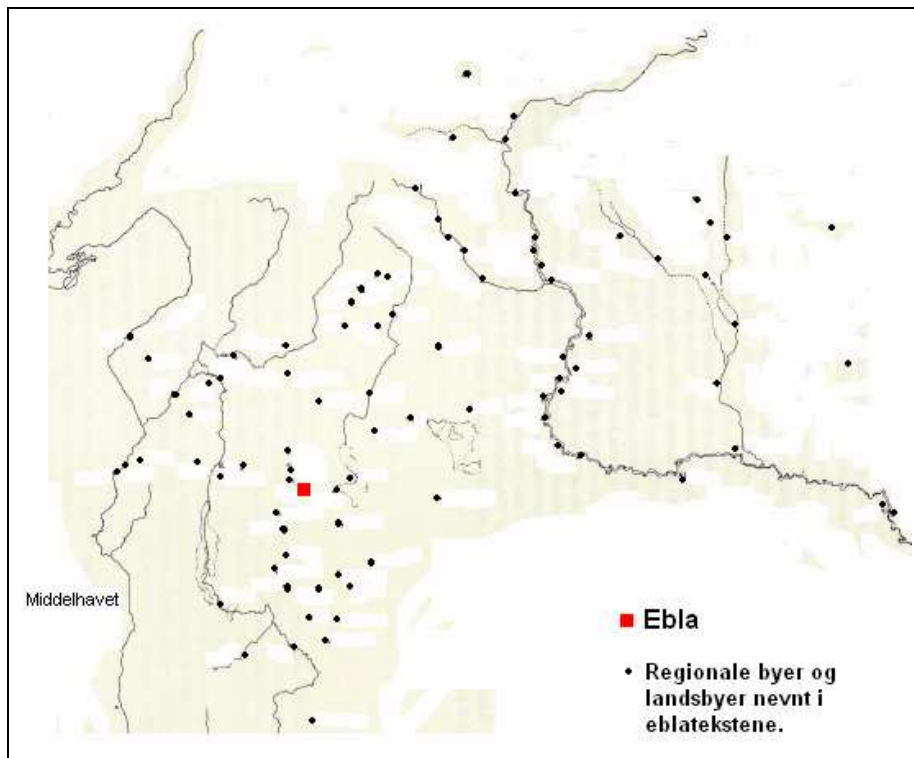 Middelhavet
Ebla
Regionale byer og
landsbyer nevnt i
eblatekstene.